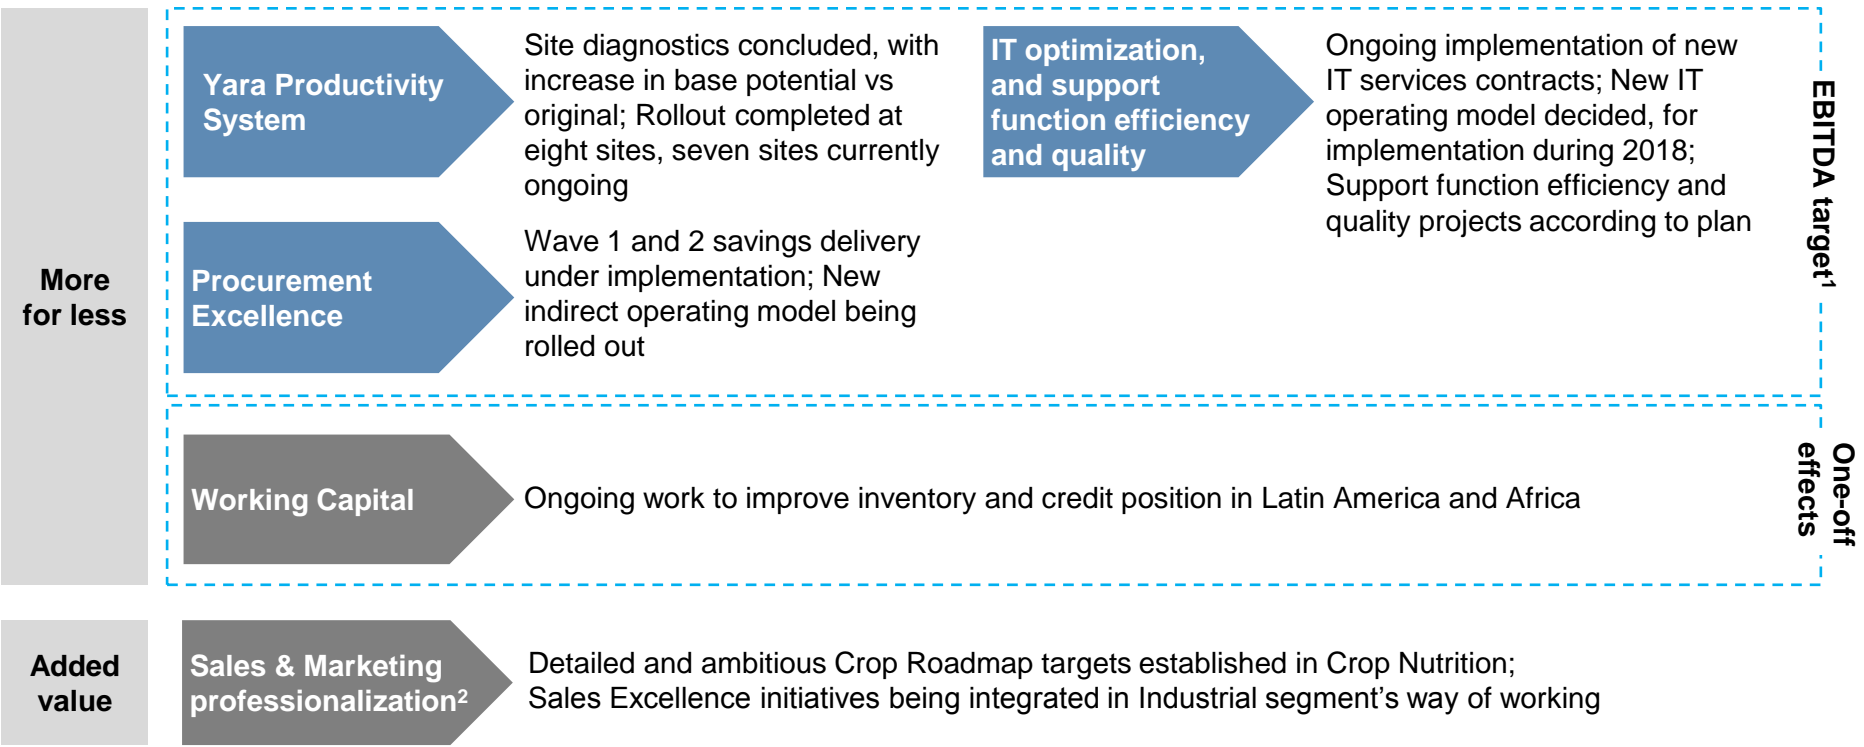 More
for less
Yara Productivity
System
Site diagnostics concluded, with
increase in base potential vs
original; Rollout completed at
eight sites, seven sites currently
ongoing
IT optimization,
and support
function efficiency
and quality
Ongoing implementation of new
IT services contracts; New IT
operating model decided, for
implementation during 2018;
Support function efficiency and
quality projects according to plan
EBITDA target¹
Procurement
Excellence
Wave 1 and 2 savings delivery
under implementation; New
indirect operating model being
rolled out
Working Capital
Ongoing work to improve inventory and credit position in Latin America and Africa
One-off
effects
Added
value
Sales & Marketing
professionalization²
Detailed and ambitious Crop Roadmap targets established in Crop Nutrition;
Sales Excellence initiatives being integrated in Industrial segment’s way of working